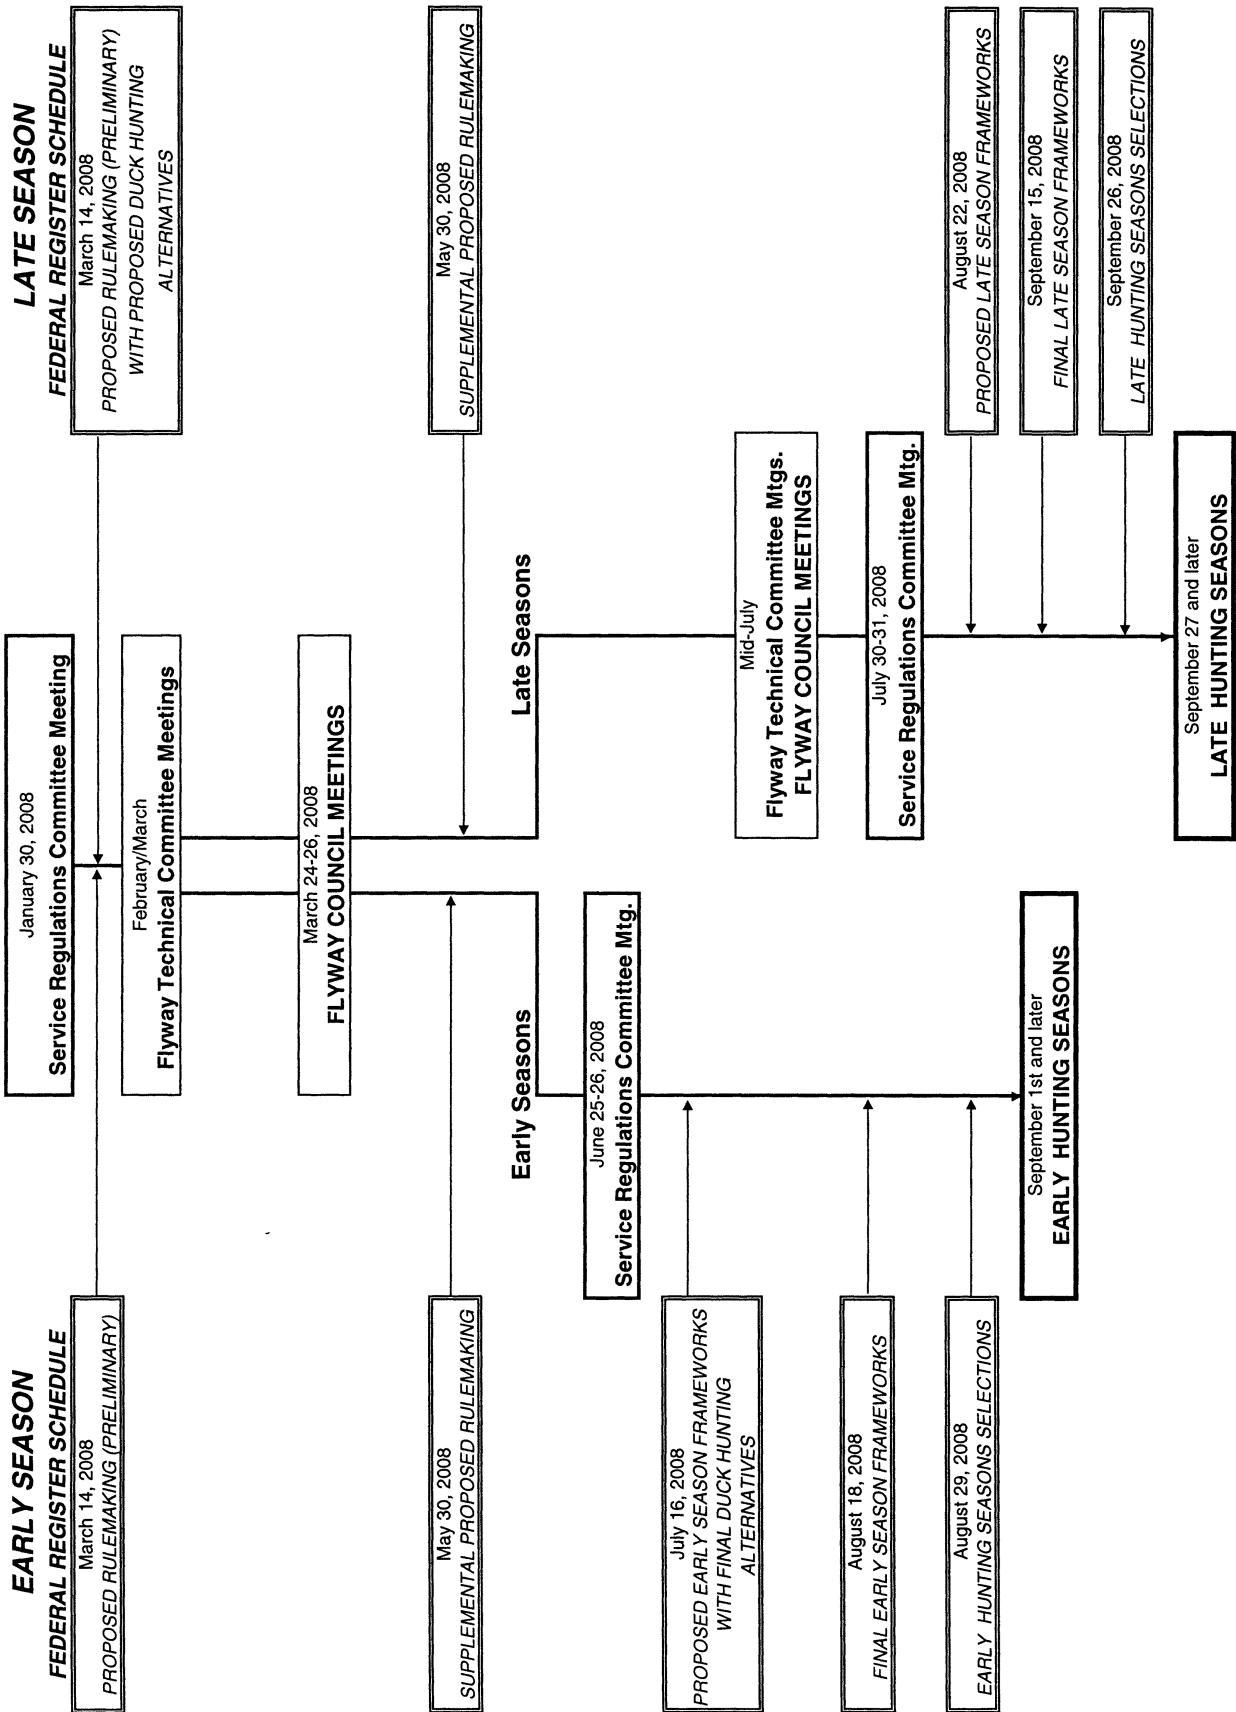 EARLY SEASON
FEDERAL REGISTER SCHEDULE
March 14, 2008
PROPOSED RULEMAKING (PRELIMINARY)
May 30, 2008
SUPPLEMENTAL PROPOSED RULEMAKING
July 16, 2008
PROPOSED EARLY SEASON FRAMEWORKS
WITH FINAL DUCK HUNTING
ALTERNATIVES
August 18, 2008
FINAL EARLY SEASON FRAMEWORKS
August 29, 2008
EARLY HUNTING SEASONS SELECTIONS
January 30, 2008
Service Regulations Committee Meeting
February/March
Flyway Technical Committee Meetings
March 24-26, 2008
FLYWAY COUNCIL MEETINGS
Early Seasons
June 25-26, 2008
Service Regulations Committee Mtg.
September 1st and later
EARLY HUNTING SEASONS
Late Seasons
Mid-July
Flyway Technical Committee Mtgs.
FLYWAY COUNCIL MEETINGS
July 30-31, 2008
Service Regulations Committee Mtg.
September 27 and later
LATE HUNTING SEASONS
LATE SEASON
FEDERAL REGISTER SCHEDULE
March 14, 2008
PROPOSED RULEMAKING (PRELIMINARY)
WITH PROPOSED DUCK HUNTING
ALTERNATIVES
May 30, 2008
SUPPLEMENTAL PROPOSED RULEMAKING
August 22, 2008
PROPOSED LATE SEASON FRAMEWORKS
September 15, 2008
FINAL LATE SEASON FRAMEWORKS
September 26, 2008
LATE HUNTING SEASONS SELECTIONS